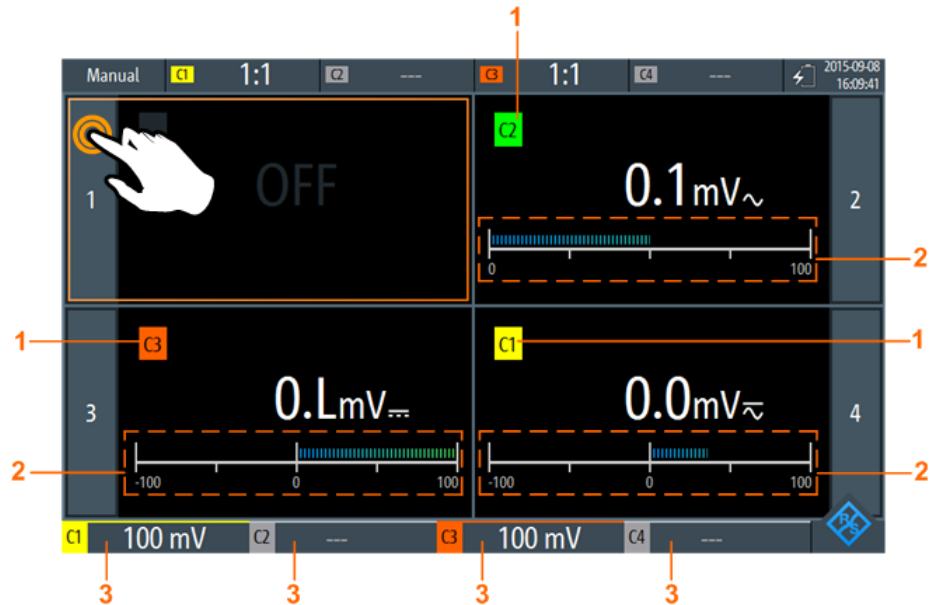 1
Manual C1 1:1 C2 --- C3 1:1 C4 --- 2015-09-08
16:09:41
C2
1 OFF 0.1 mV~ 2
0 100
2
1 C3 C1 1
3 0.LmV⎓ 0.0mV⏦ 4
2 -100 0 100 -100 0 100 2
C1 100 mV C2 --- C3 100 mV C4 --- R&S
3 3 3 3